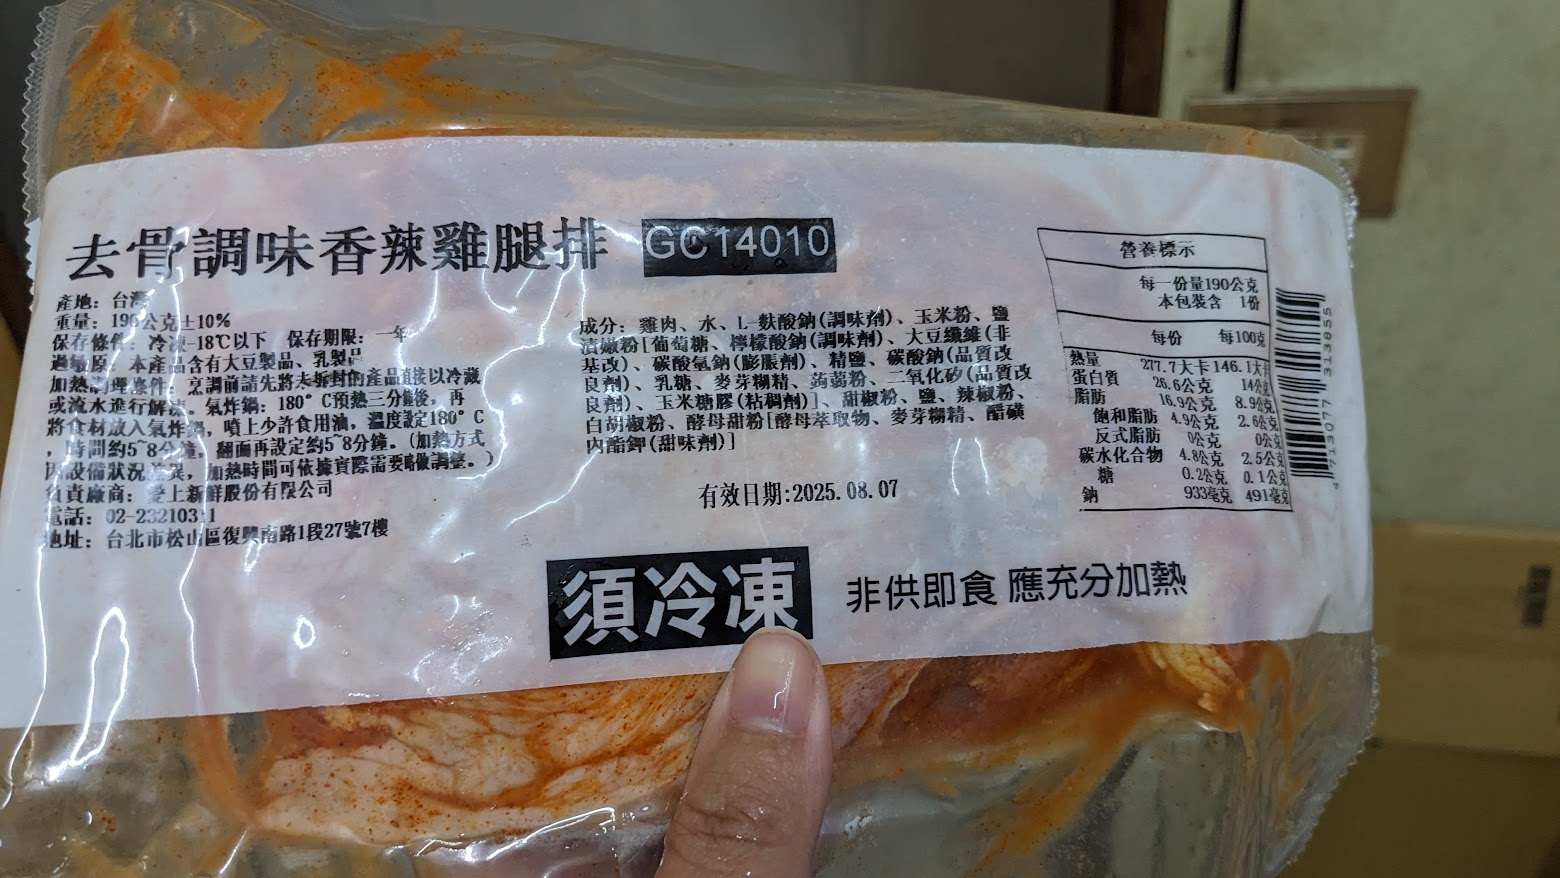 去骨調味香辣雞腿排 GC14010
產地：台灣
重量：190公克±10%
保存條件：冷凍-18℃以下 保存期限：一年
過敏原：本產品含有大豆製品、乳製品
加熱調理條件：烹調前請先將未拆封的產品直接以冷藏
或流水進行解凍。氣炸鍋：180°C預熱三分鐘後，再
將食材放入氣炸鍋，噴上少許食用油，溫度設定180°C
，時間約5~8分鐘，翻面再設定約5~8分鐘。(加熱方式
因設備狀況差異，加熱時間可依據實際需要略做調整。)
負責廠商：愛上新鮮股份有限公司
電話：02-232103
地址：台北市松山區復興南路1段27號7樓
成分：雞肉、水、L-麩酸鈉(調味劑)、玉米粉、鹽
漬嫩粉[葡萄糖、檸檬酸鈉(調味劑)、大豆纖維(非
基改)、碳酸氫鈉(膨脹劑)、精鹽、碳酸鈉(品質改
良劑)、乳糖、麥芽糊精、蒟蒻粉、二氧化矽(品質改
良劑)、玉米糖膠(粘稠劑)]、甜椒粉、鹽、辣椒粉、
白胡椒粉、酵母甜粉[酵母萃取物、麥芽糊精、醋磺
內酯鉀(甜味劑)]
有效日期:2025.08.07
須冷凍 非供即食 應充分加熱
營養標示
每一份量190公克
本包裝含 1份
每份 每100克
熱量 277.7大卡 146.1大卡
蛋白質 26.6公克 14公克
脂肪 16.9公克 8.9公克
飽和脂肪 4.9公克 2.6公克
反式脂肪 0公克 0公克
碳水化合物 4.8公克 2.5公克
糖 0.2公克 0.1公克
鈉 933毫克 491毫克
4 713077 313655